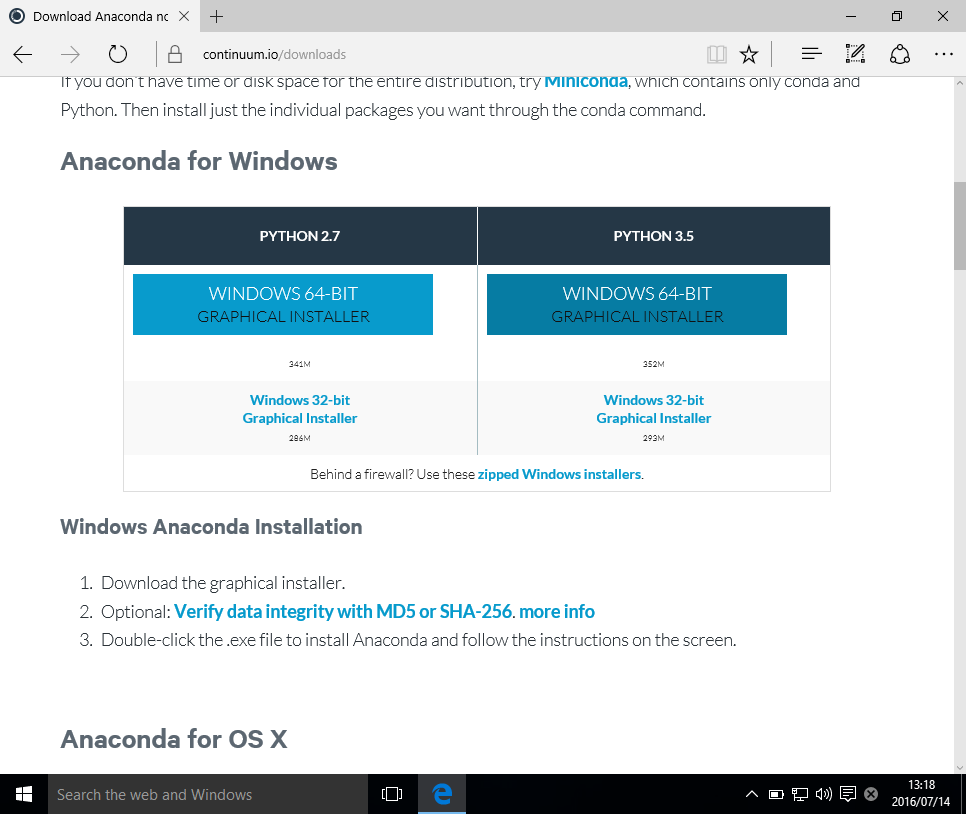 Download Anaconda no
continuum.io/downloads
If you don't have time or disk space for the entire distribution, try Miniconda, which contains only conda and
Python. Then install just the individual packages you want through the conda command.
Anaconda for Windows
PYTHON 2.7
PYTHON 3.5
WINDOWS 64-BIT
GRAPHICAL INSTALLER
WINDOWS 64-BIT
GRAPHICAL INSTALLER
341M
352M
Windows 32-bit
Graphical Installer
286M
Windows 32-bit
Graphical Installer
293M
Behind a firewall? Use these zipped Windows installers.
Windows Anaconda Installation
1. Download the graphical installer.
2. Optional: Verify data integrity with MD5 or SHA-256. more info
3. Double-click the .exe file to install Anaconda and follow the instructions on the screen.
Anaconda for OS X
Search the web and Windows
13:18
2016/07/14